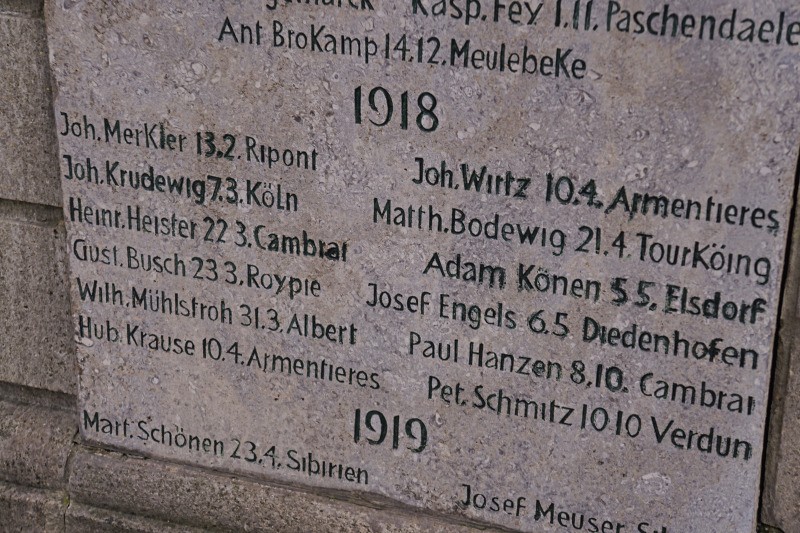 Kasp. Fey 1.11. Paschendaele
Ant BroKamp 14.12. MeulebeKe
1918
Joh. MerKler 13.2. Ripont
Joh. Krudewig 7.3. Köln
Heinr. Heister 22 3. Cambrai
Gust. Busch 23 3. Roypie
Wilh. Mühlstroh 31.3. Albert
Hub. Krause 10.4. Armentieres
Joh. Wirtz 10.4. Armentieres
Matth. Bodewig 21.4 TourKöing
Adam Könen 5 5. Elsdorf
Josef Engels 6.5 Diedenhofen
Paul Hanzen 8.10. Cambrai
Pet. Schmitz 10 10 Verdun
1919
Mart. Schönen 23.4. Sibirien
Josef Meuser